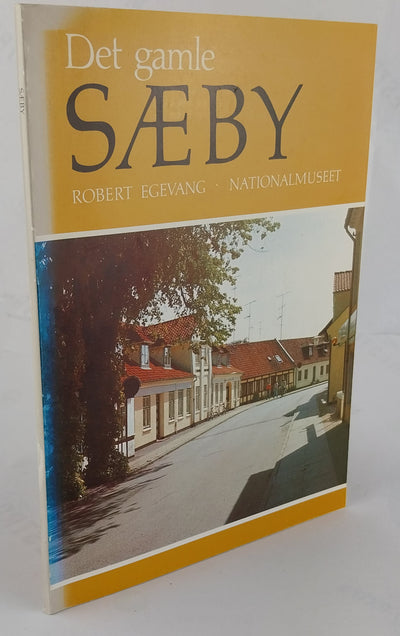 Det gamle
SÆBY
ROBERT EGEVANG · NATIONALMUSEET
SÆBY